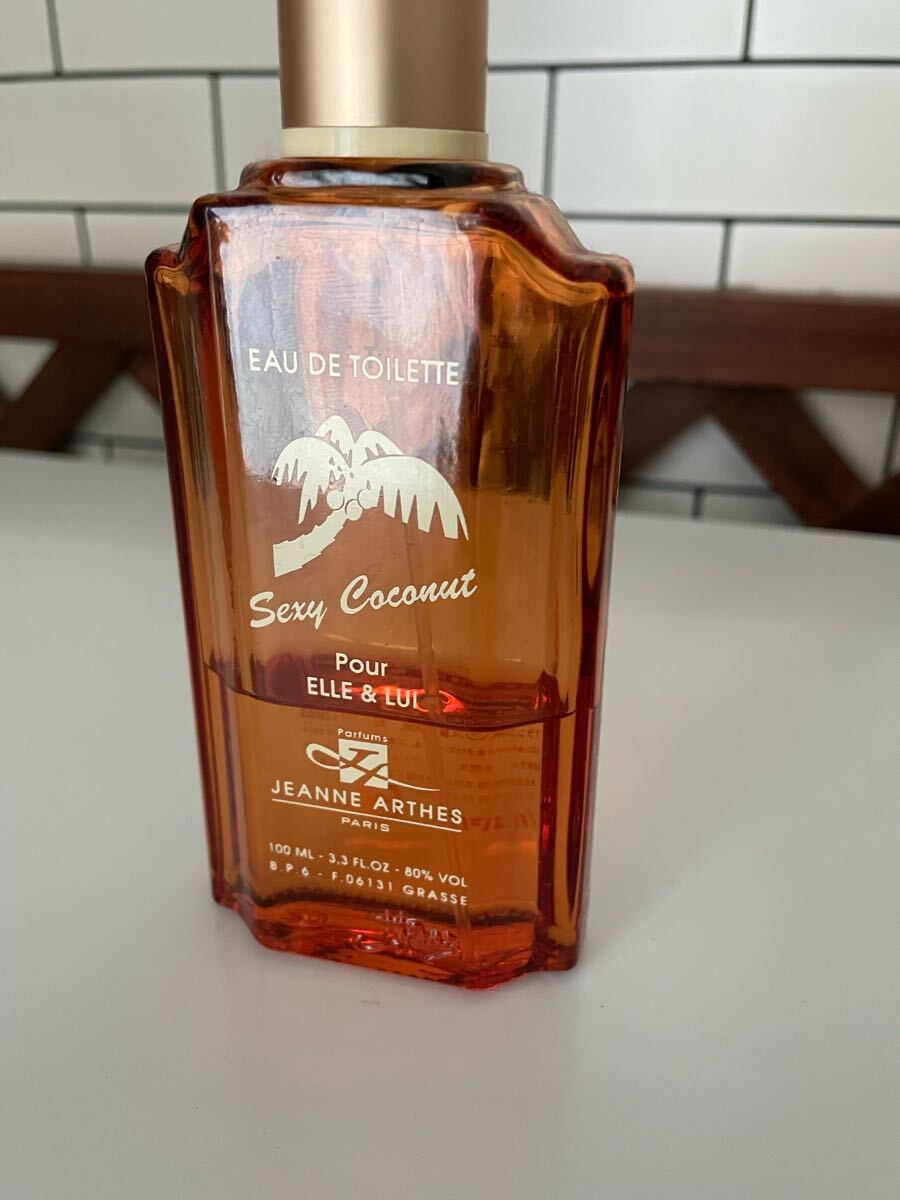 EAU DE TOILETTE
Sexy Coconut
Pour
ELLE & LUI
Parfums
JEANNE ARTHES
PARIS
100 ML - 3,3 FL.OZ - 80% VOL
B.P.6 - F.06131 GRASSE